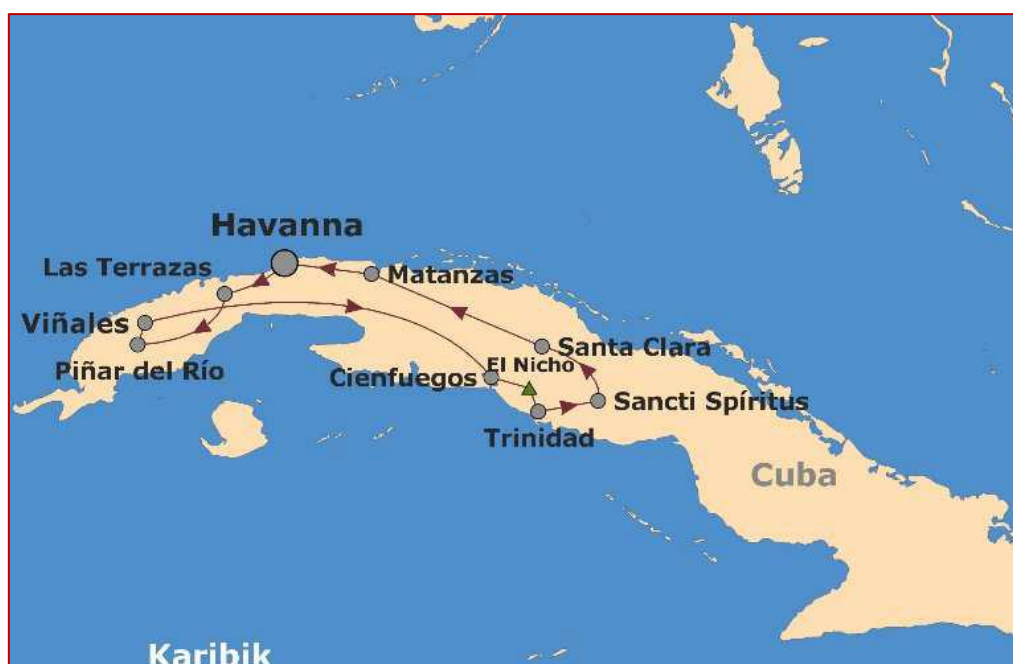 Havanna
Las Terrazas
Matanzas
Viñales
Santa Clara
Piñar del Río
El Nicho
Cienfuegos
Sancti Spíritus
Trinidad
Cuba
Karibik